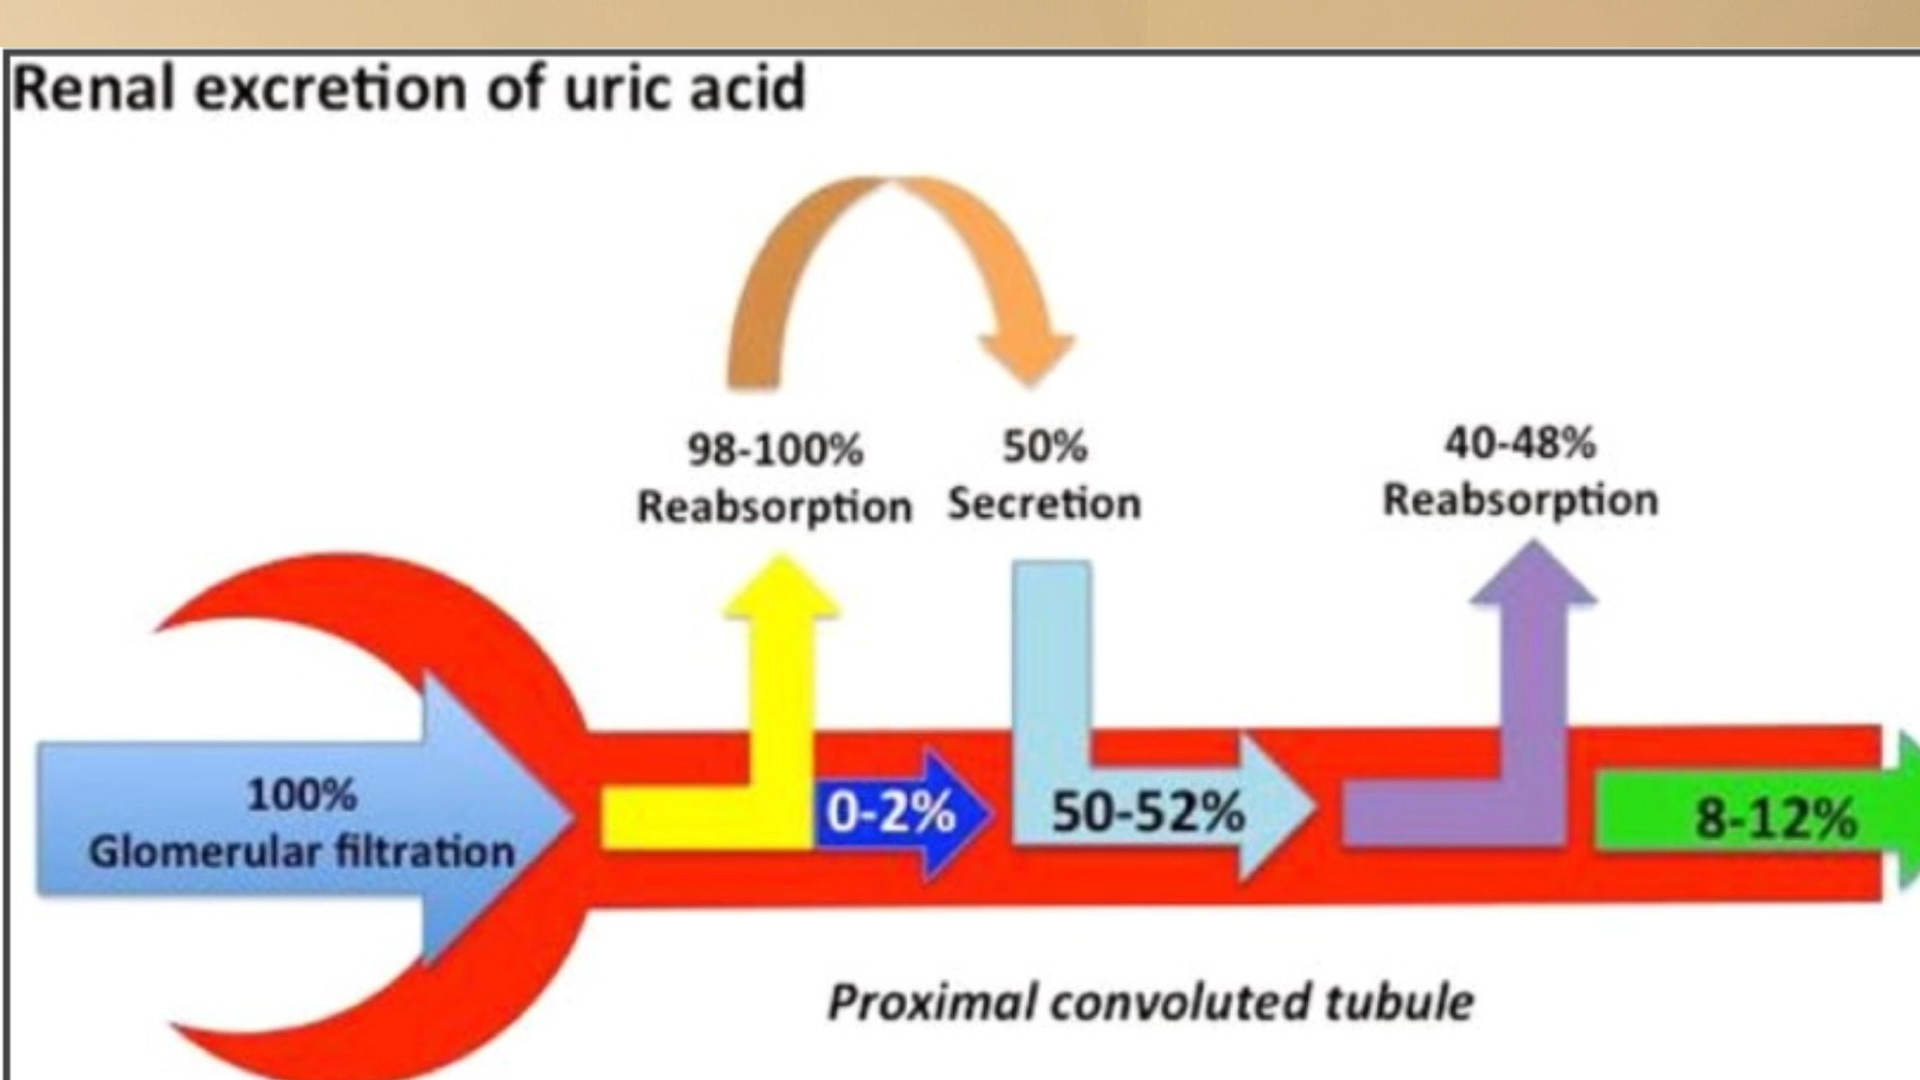 Renal excretion of uric acid
98-100%
Reabsorption
50%
Secretion
40-48%
Reabsorption
100%
Glomerular filtration
0-2%
50-52%
8-12%
Proximal convoluted tubule